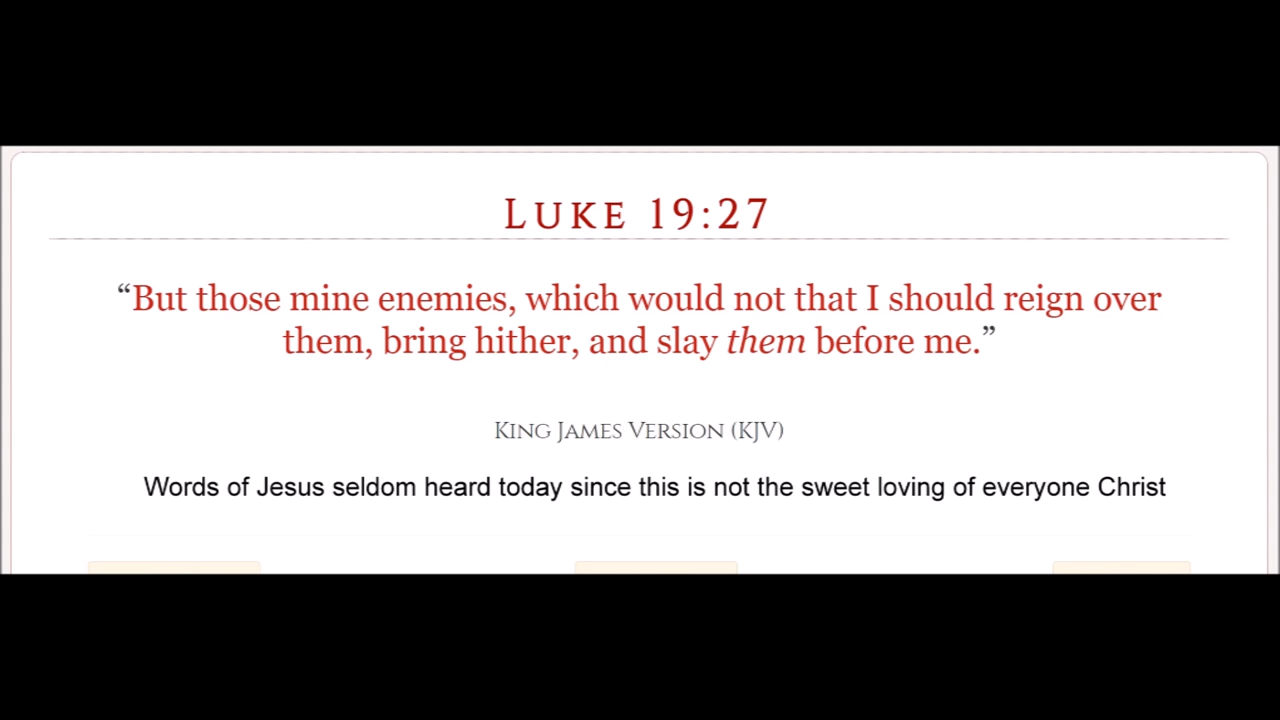 Luke 19:27
“But those mine enemies, which would not that I should reign over
them, bring hither, and slay them before me.”
King James Version (KJV)
Words of Jesus seldom heard today since this is not the sweet loving of everyone Christ